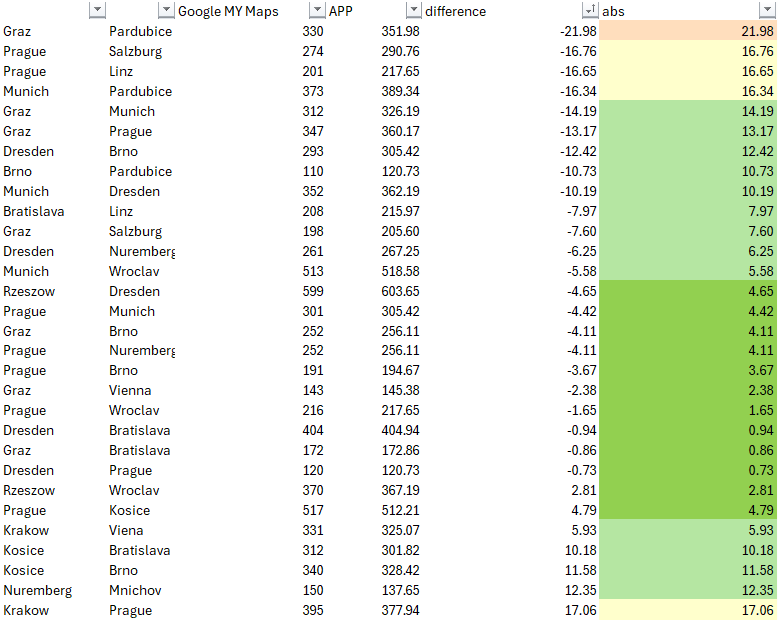 Google MY Maps APP difference abs
Graz Pardubice 330 351.98 -21.98 21.98
Prague Salzburg 274 290.76 -16.76 16.76
Prague Linz 201 217.65 -16.65 16.65
Munich Pardubice 373 389.34 -16.34 16.34
Graz Munich 312 326.19 -14.19 14.19
Graz Prague 347 360.17 -13.17 13.17
Dresden Brno 293 305.42 -12.42 12.42
Brno Pardubice 110 120.73 -10.73 10.73
Munich Dresden 352 362.19 -10.19 10.19
Bratislava Linz 208 215.97 -7.97 7.97
Graz Salzburg 198 205.60 -7.60 7.60
Dresden Nuremberg 261 267.25 -6.25 6.25
Munich Wroclav 513 518.58 -5.58 5.58
Rzeszow Dresden 599 603.65 -4.65 4.65
Prague Munich 301 305.42 -4.42 4.42
Graz Brno 252 256.11 -4.11 4.11
Prague Nuremberg 252 256.11 -4.11 4.11
Prague Brno 191 194.67 -3.67 3.67
Graz Vienna 143 145.38 -2.38 2.38
Prague Wroclav 216 217.65 -1.65 1.65
Dresden Bratislava 404 404.94 -0.94 0.94
Graz Bratislava 172 172.86 -0.86 0.86
Dresden Prague 120 120.73 -0.73 0.73
Rzeszow Wroclav 370 367.19 2.81 2.81
Prague Kosice 517 512.21 4.79 4.79
Krakow Viena 331 325.07 5.93 5.93
Kosice Bratislava 312 301.82 10.18 10.18
Kosice Brno 340 328.42 11.58 11.58
Nuremberg Mnichov 150 137.65 12.35 12.35
Krakow Prague 395 377.94 17.06 17.06